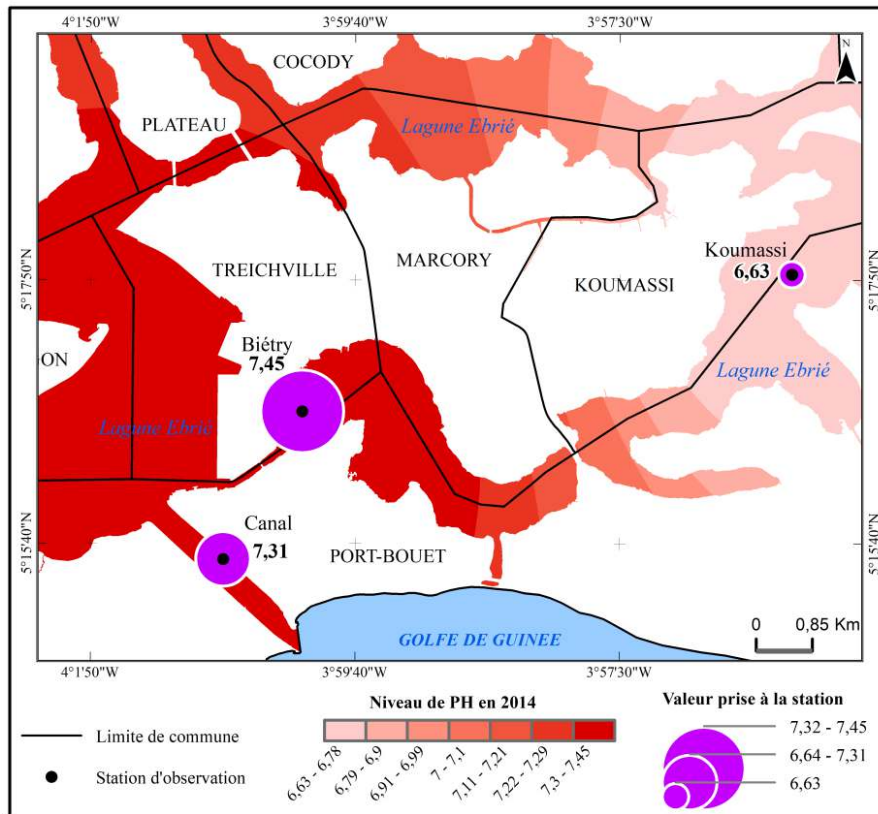 4°1'50"W 3°59'40"W 3°57'30"W
N
COCODY
PLATEAU
Lagune Ebrié
Koumassi
6,63
5°17'50"N 5°17'50"N
TREICHVILLE
MARCORY
KOUMASSI
Biétry
7,45
ON
Lagune Ebrié
Lagune Ebrié
Canal
7,31
5°15'40"N 5°15'40"N
PORT-BOUET
0 0,85 Km
GOLFE DE GUINEE
4°1'50"W 3°59'40"W 3°57'30"W
Limite de commune
Station d'observation
Niveau de PH en 2014
6,63 - 6,78
6,79 - 6,9
6,91 - 6,99
7 - 7,1
7,11 - 7,21
7,22 - 7,29
7,3 - 7,45
Valeur prise à la station
7,32 - 7,45
6,64 - 7,31
6,63